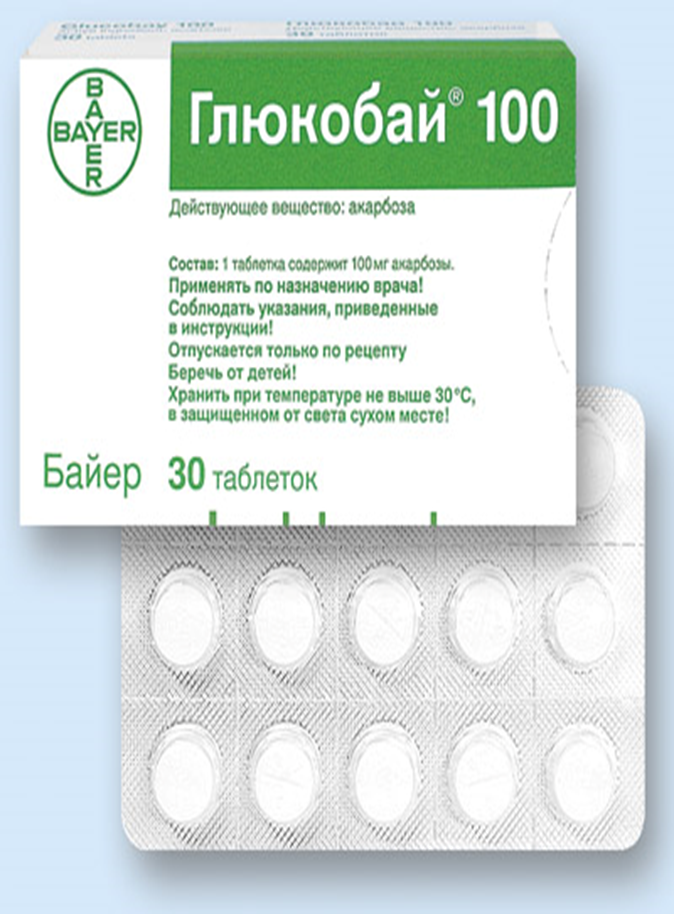 Glucobay 100
30 tablets
Глюкобай 100
30 таблеток
BAYER
BAYER
Глюкобай® 100
Действующее вещество: акарбоза
Состав: 1 таблетка содержит 100 мг акарбозы.
Применять по назначению врача!
Соблюдать указания, приведенные
в инструкции!
Отпускается только по рецепту
Беречь от детей!
Хранить при температуре не выше 30°C,
в защищенном от света сухом месте!
Байер 30 таблеток